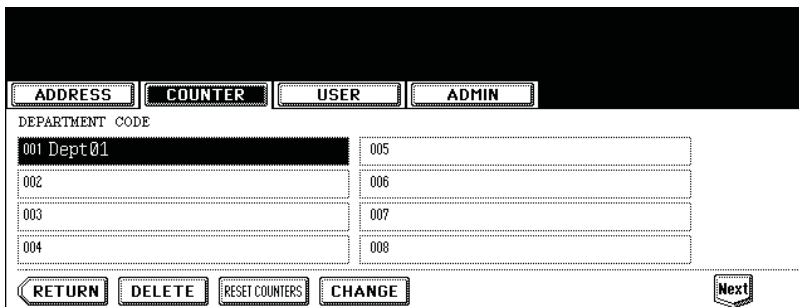 ADDRESS COUNTER USER ADMIN
DEPARTMENT CODE
001 Dept01 005
002 006
003 007
004 008
RETURN DELETE RESET COUNTERS CHANGE Next